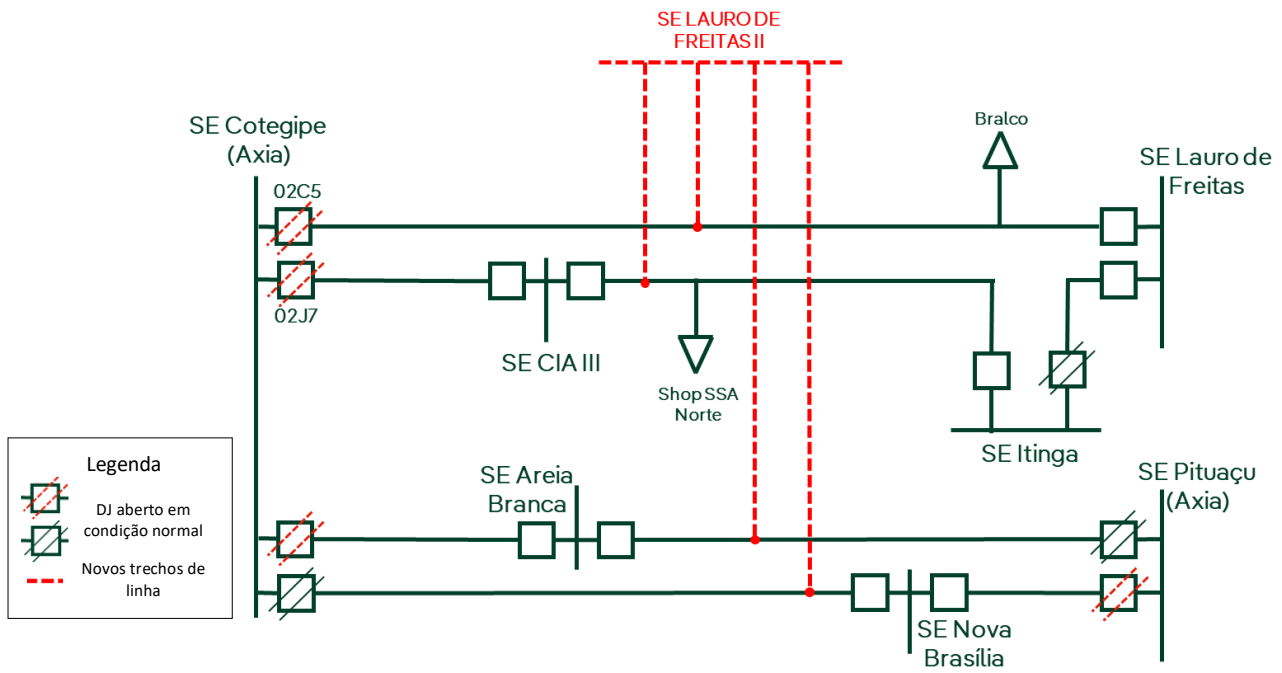 SE LAURO DE
FREITAS II
SE Cotegipe
(Axia)
Bralco
SE Lauro de
Freitas
02C5
02J7
SE CIA III
Shop SSA
Norte
SE Itinga
SE Areia
Branca
SE Pituaçu
(Axia)
Legenda
DJ aberto em
condição normal
Novos trechos de
linha
SE Nova
Brasília